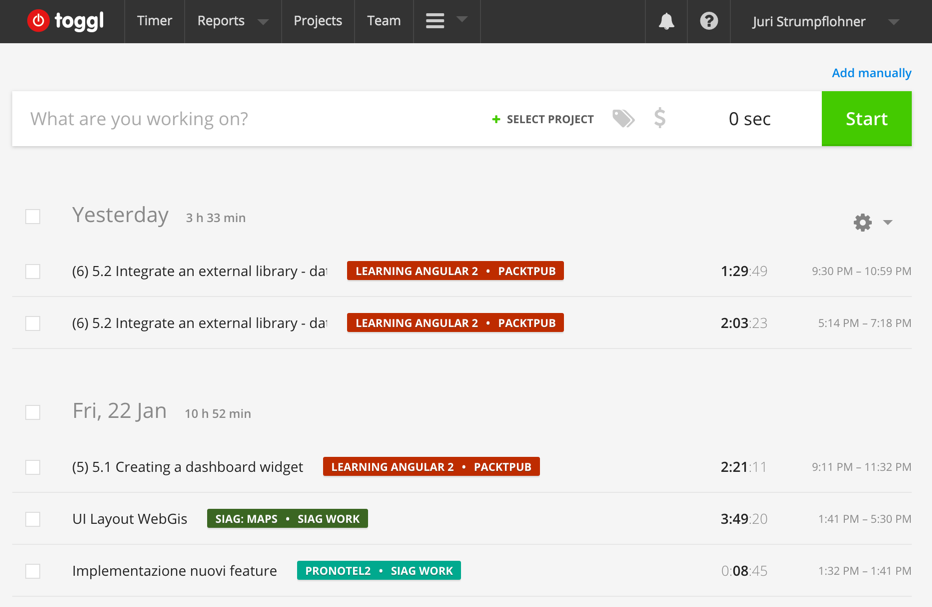 toggl Timer Reports Projects Team Juri Strumpflohner
Add manually
What are you working on? + SELECT PROJECT $ 0 sec Start
Yesterday 3 h 33 min
(6) 5.2 Integrate an external library - dat LEARNING ANGULAR 2 • PACKTPUB 1:29:49 9:30 PM – 10:59 PM
(6) 5.2 Integrate an external library - dat LEARNING ANGULAR 2 • PACKTPUB 2:03:23 5:14 PM – 7:18 PM
Fri, 22 Jan 10 h 52 min
(5) 5.1 Creating a dashboard widget LEARNING ANGULAR 2 • PACKTPUB 2:21:11 9:11 PM – 11:32 PM
UI Layout WebGis SIAG: MAPS • SIAG WORK 3:49:20 1:41 PM – 5:30 PM
Implementazione nuovi feature PRONOTEL2 • SIAG WORK 0:08:45 1:32 PM – 1:41 PM